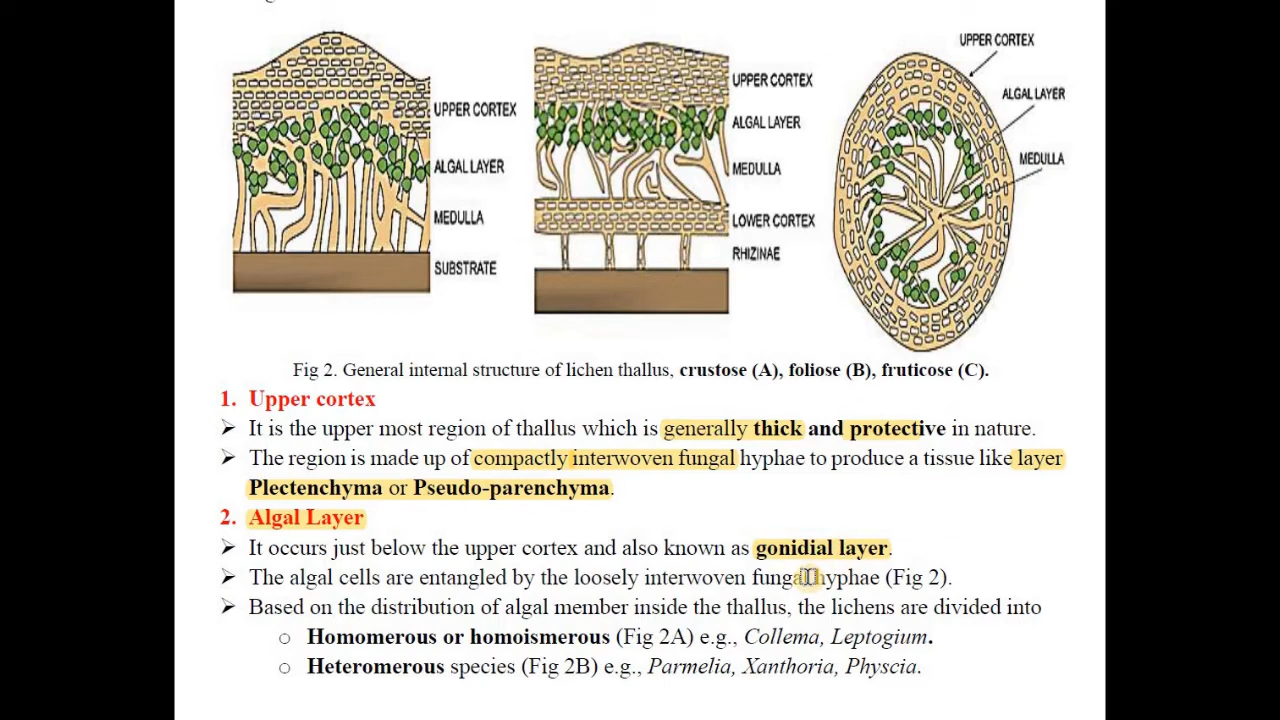 UPPER CORTEX
ALGAL LAYER
MEDULLA
SUBSTRATE
UPPER CORTEX
ALGAL LAYER
MEDULLA
LOWER CORTEX
RHIZINAE
UPPER CORTEX
ALGAL LAYER
MEDULLA
Fig 2. General internal structure of lichen thallus, crustose (A), foliose (B), fruticose (C).
1. Upper cortex
➢ It is the upper most region of thallus which is generally thick and protective in nature.
➢ The region is made up of compactly interwoven fungal hyphae to produce a tissue like layer
Plectenchyma or Pseudo-parenchyma.
2. Algal Layer
➢ It occurs just below the upper cortex and also known as gonidial layer.
➢ The algal cells are entangled by the loosely interwoven fungal hyphae (Fig 2).
➢ Based on the distribution of algal member inside the thallus, the lichens are divided into
○ Homomerous or homoismerous (Fig 2A) e.g., Collema, Leptogium.
○ Heteromerous species (Fig 2B) e.g., Parmelia, Xanthoria, Physcia.